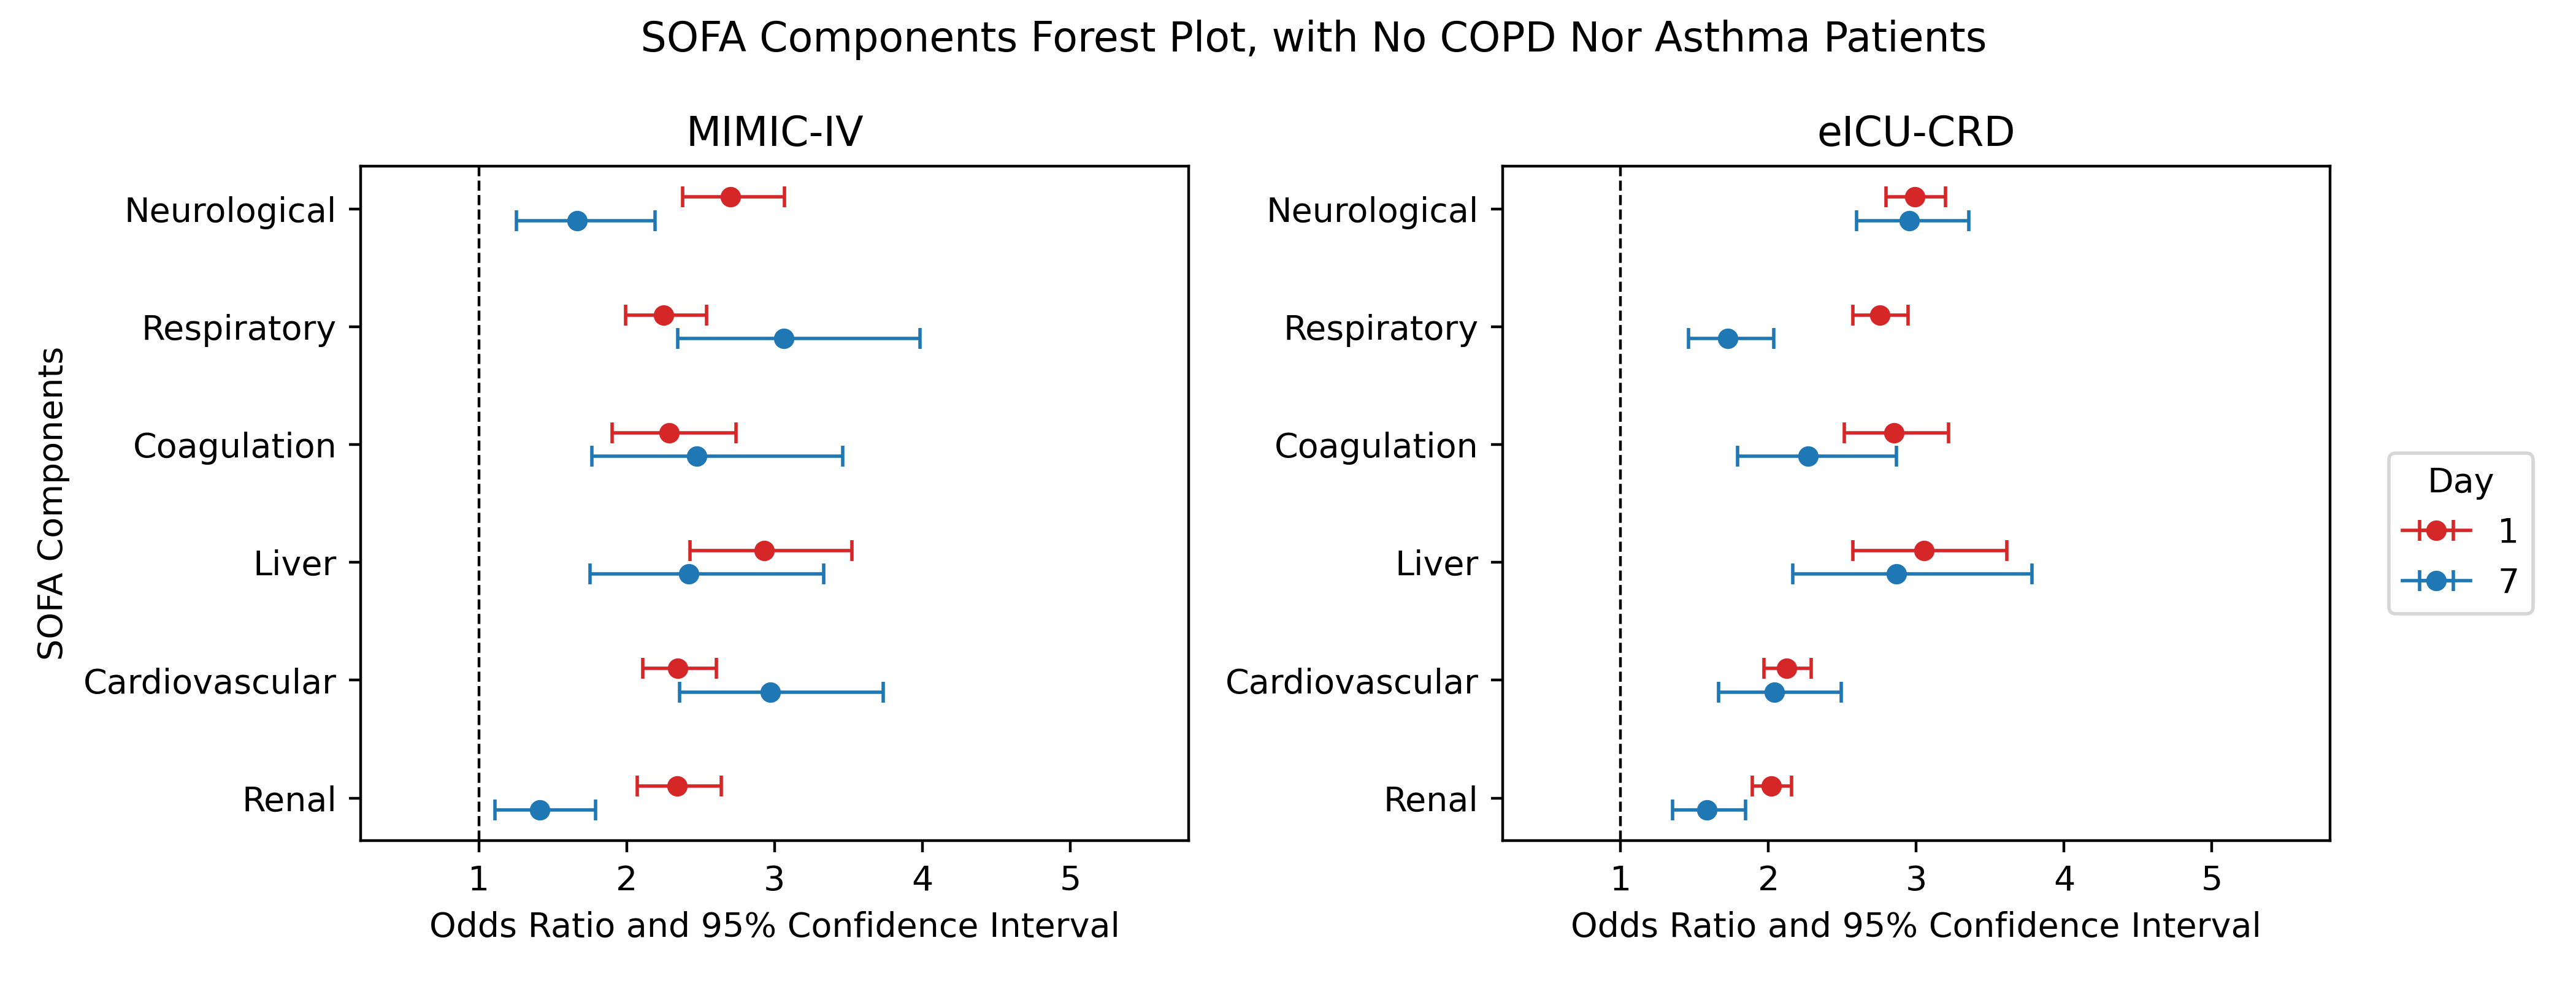 SOFA Components Forest Plot, with No COPD Nor Asthma Patients
MIMIC-IV
SOFA Components
Neurological
Respiratory
Coagulation
Liver
Cardiovascular
Renal
1 2 3 4 5
Odds Ratio and 95% Confidence Interval
eICU-CRD
Neurological
Respiratory
Coagulation
Liver
Cardiovascular
Renal
1 2 3 4 5
Odds Ratio and 95% Confidence Interval
Day
1
7